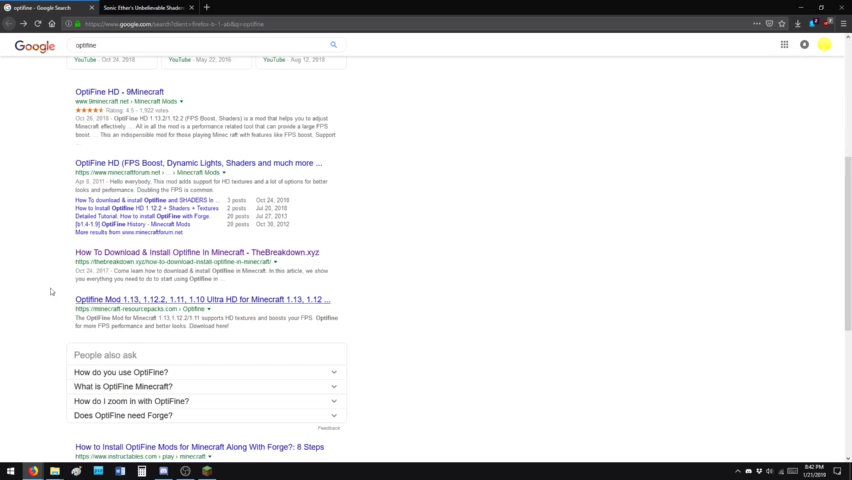 optifine - Google Search
Sonic Ether's Unbelievable Shaders
https://www.google.com/search?client=firefox-b-1-ab&q=optifine
Google
optifine
YouTube - Oct 24, 2018
YouTube - May 22, 2016
YouTube - Aug 12, 2018
OptiFine HD - 9Minecraft
www.9minecraft.net › Minecraft Mods
Rating: 4.5 - 1,922 votes
Oct 26, 2018 - OptiFine HD 1.13.2/1.12.2 (FPS Boost, Shaders) is a mod that helps you to adjust
Minecraft effectively. ... All in all the mod is a performance related tool that can provide a large FPS
boost. ... This an indispensible mod for those playing Minec raft with features like FPS boost. Support
...
OptiFine HD (FPS Boost, Dynamic Lights, Shaders and much more ...
https://www.minecraftforum.net › ... › Minecraft Mods
Apr 8, 2011 - Hello everybody, This mod adds support for HD textures and a lot of options for better
looks and performance. Doubling the FPS is common.
How To download & install Optifine and SHADERS In ... 3 posts Oct 24, 2018
How to Install Optifine HD 1.12.2 + Shaders + Textures 2 posts Jul 20, 2018
Detailed Tutorial: How to install OptiFine with Forge. 20 posts Jul 27, 2013
[b1.4-1.9] OptiFine History - Minecraft Mods 20 posts Oct 30, 2012
More results from www.minecraftforum.net
How To Download & Install Optifine In Minecraft - TheBreakdown.xyz
https://thebreakdown.xyz/how-to-download-install-optifine-in-minecraft/
Oct 24, 2017 - Come learn how to download & install Optifine in Minecraft. In this article, we show
you everything you need to do to start using Optifine in ...
Optifine Mod 1.13, 1.12.2, 1.11, 1.10 Ultra HD for Minecraft 1.13, 1.12 ...
https://minecraft-resourcepacks.com › Optifine
The OptiFine Mod for Minecraft 1.13,1.12,2/1.11 supports HD textures and boosts your FPS. Optifine
for more FPS performance and better looks. Download here!
People also ask
How do you use OptiFine?
What is OptiFine Minecraft?
How do I zoom in with OptiFine?
Does OptiFine need Forge?
Feedback
How to Install OptiFine Mods for Minecraft Along With Forge?: 8 Steps
https://www.instructables.com › play › minecraft
8:42 PM
1/21/2019